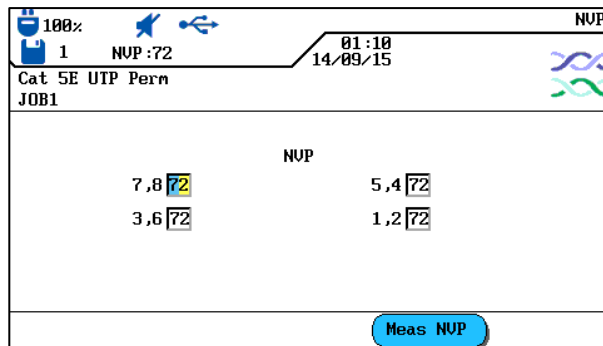 100% NVP
1 NVP:72 01:10
14/09/15
Cat 5E UTP Perm
JOB1
NVP
7,8 72 5,4 72
3,6 72 1,2 72
Meas NVP